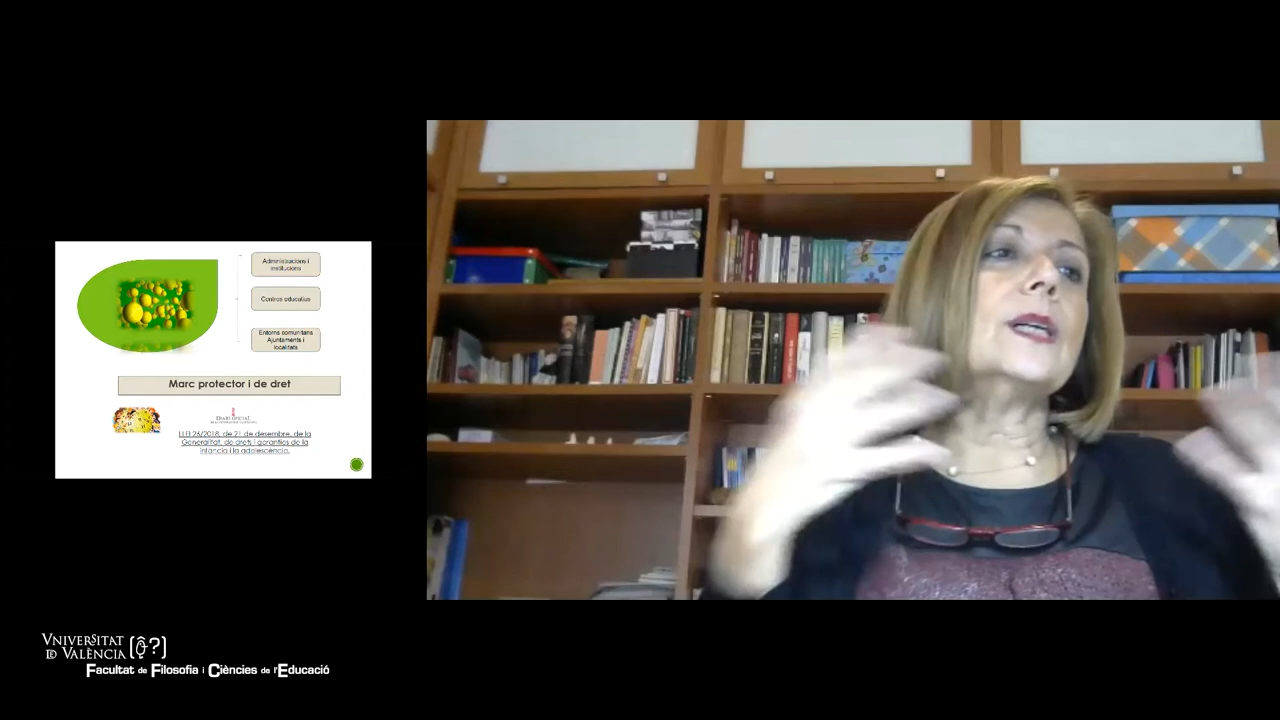 Administracions i
institucions
Centres educatius
Entorns comunitaris
Ajuntaments i
localitats
Marc protector i de dret
DIARI OFICIAL
LLEI 26/2018, de 21 de desembre, de la
Generalitat, de drets i garanties de la
Infància i la adolescència.
VNIVERSITAT
DE VALÈNCIA
Facultat de Filosofia i Ciències de l'Educació